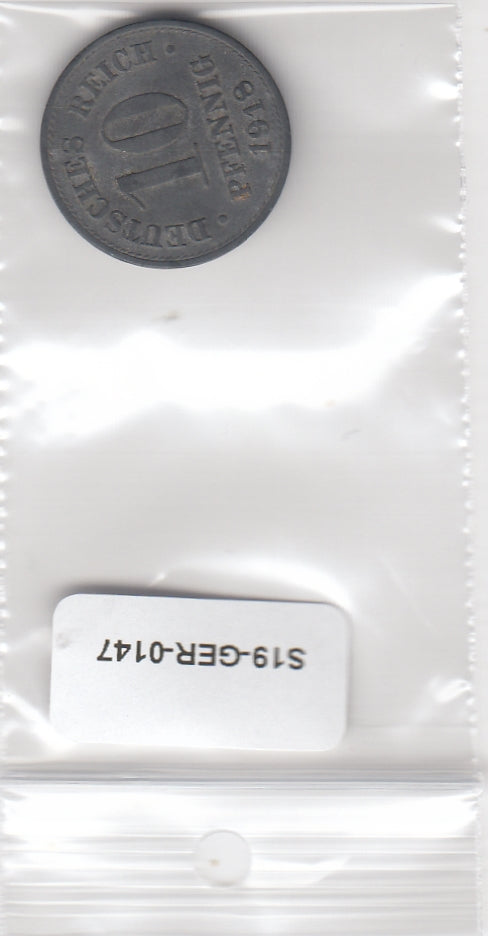 DEUTSCHES REICH
10
PFENNIG
1918
S19-GER-0147